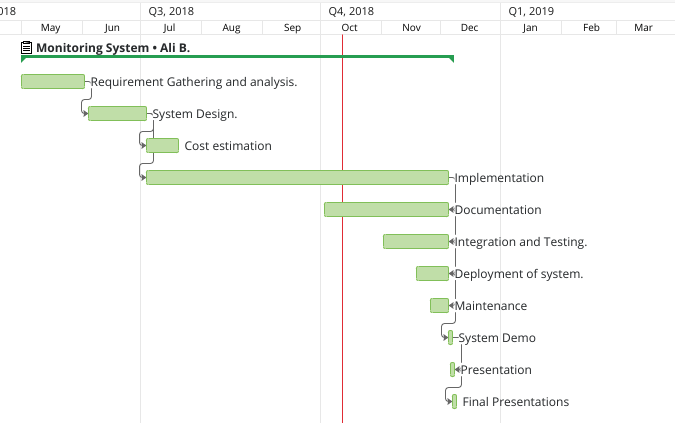 018 Q3, 2018 Q4, 2018 Q1, 2019
May Jun Jul Aug Sep Oct Nov Dec Jan Feb Mar
Monitoring System • Ali B.
Requirement Gathering and analysis.
System Design.
Cost estimation
Implementation
Documentation
Integration and Testing.
Deployment of system.
Maintenance
System Demo
Presentation
Final Presentations